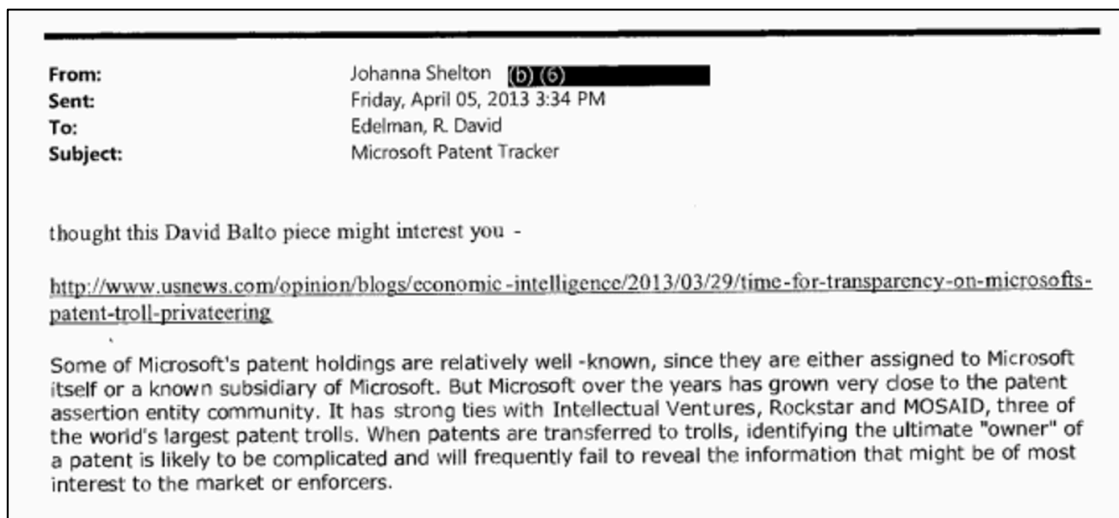 From: Johanna Shelton (b) (6)
Sent: Friday, April 05, 2013 3:34 PM
To: Edelman, R. David
Subject: Microsoft Patent Tracker
thought this David Balto piece might interest you -
http://www.usnews.com/opinion/blogs/economic-intelligence/2013/03/29/time-for-transparency-on-microsofts-
patent-troll-privateering
Some of Microsoft's patent holdings are relatively well -known, since they are either assigned to Microsoft
itself or a known subsidiary of Microsoft. But Microsoft over the years has grown very close to the patent
assertion entity community. It has strong ties with Intellectual Ventures, Rockstar and MOSAID, three of
the world's largest patent trolls. When patents are transferred to trolls, identifying the ultimate "owner" of
a patent is likely to be complicated and will frequently fail to reveal the information that might be of most
interest to the market or enforcers.